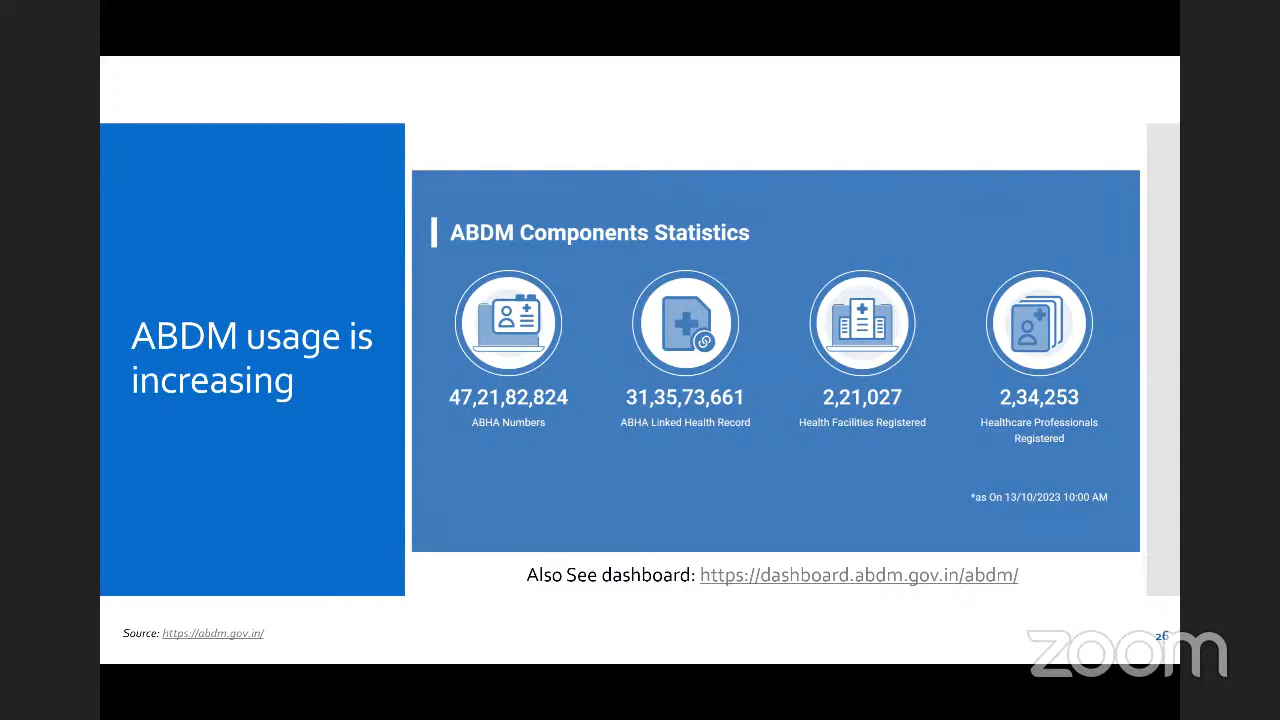 ABDM usage is
increasing
ABDM Components Statistics
47,21,82,824
ABHA Numbers
31,35,73,661
ABHA Linked Health Record
2,21,027
Health Facilities Registered
2,34,253
Healthcare Professionals
Registered
*as On 13/10/2023 10:00 AM
Also See dashboard: https://dashboard.abdm.gov.in/abdm/
Source: https://abdm.gov.in/
26
zoom